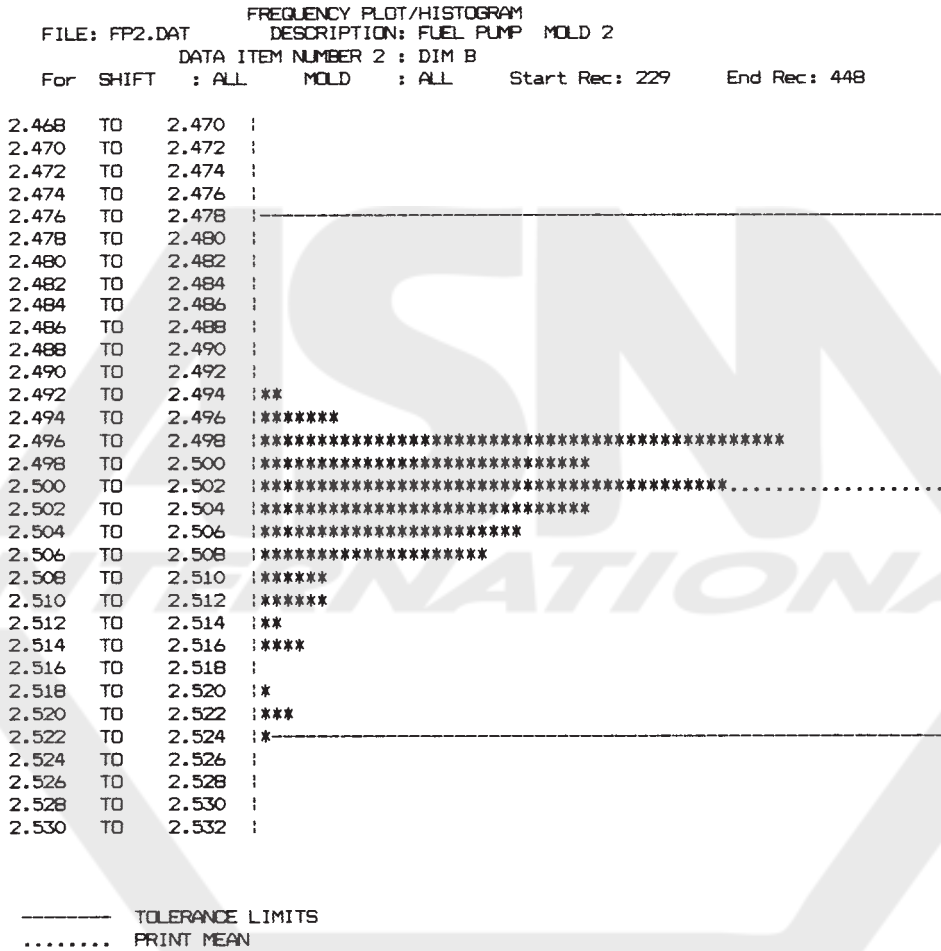 FREQUENCY PLOT/HISTOGRAM
FILE: FP2.DAT DESCRIPTION: FUEL PUMP MOLD 2
DATA ITEM NUMBER 2 : DIM B
For SHIFT : ALL MOLD : ALL Start Rec: 229 End Rec: 448
2.468 TO 2.470 |
2.470 TO 2.472 |
2.472 TO 2.474 |
2.474 TO 2.476 |
2.476 TO 2.478 |------------------------------------------------------------
2.478 TO 2.480 |
2.480 TO 2.482 |
2.482 TO 2.484 |
2.484 TO 2.486 |
2.486 TO 2.488 |
2.488 TO 2.490 |
2.490 TO 2.492 |
2.492 TO 2.494 |**
2.494 TO 2.496 |*******
2.496 TO 2.498 |************************************************
2.498 TO 2.500 |******************************
2.500 TO 2.502 |*******************************************...................
2.502 TO 2.504 |******************************
2.504 TO 2.506 |************************
2.506 TO 2.508 |*********************
2.508 TO 2.510 |******
2.510 TO 2.512 |******
2.512 TO 2.514 |**
2.514 TO 2.516 |****
2.516 TO 2.518 |
2.518 TO 2.520 |*
2.520 TO 2.522 |***
2.522 TO 2.524 |*-----------------------------------------------------------
2.524 TO 2.526 |
2.526 TO 2.528 |
2.528 TO 2.530 |
2.530 TO 2.532 |
-------- TOLERANCE LIMITS
........ PRINT MEAN
ASM